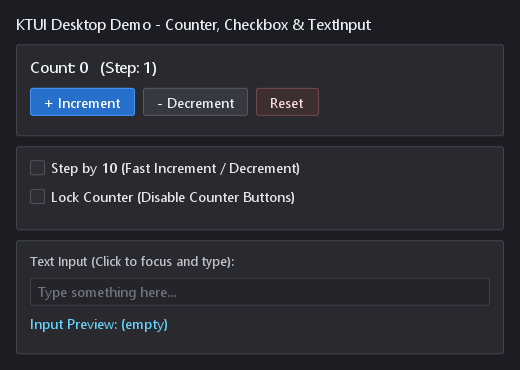 KTUI Desktop Demo - Counter, Checkbox & TextInput
Count: 0 (Step: 1)
+ Increment - Decrement Reset
Step by 10 (Fast Increment / Decrement)
Lock Counter (Disable Counter Buttons)
Text Input (Click to focus and type):
Type something here...
Input Preview: (empty)